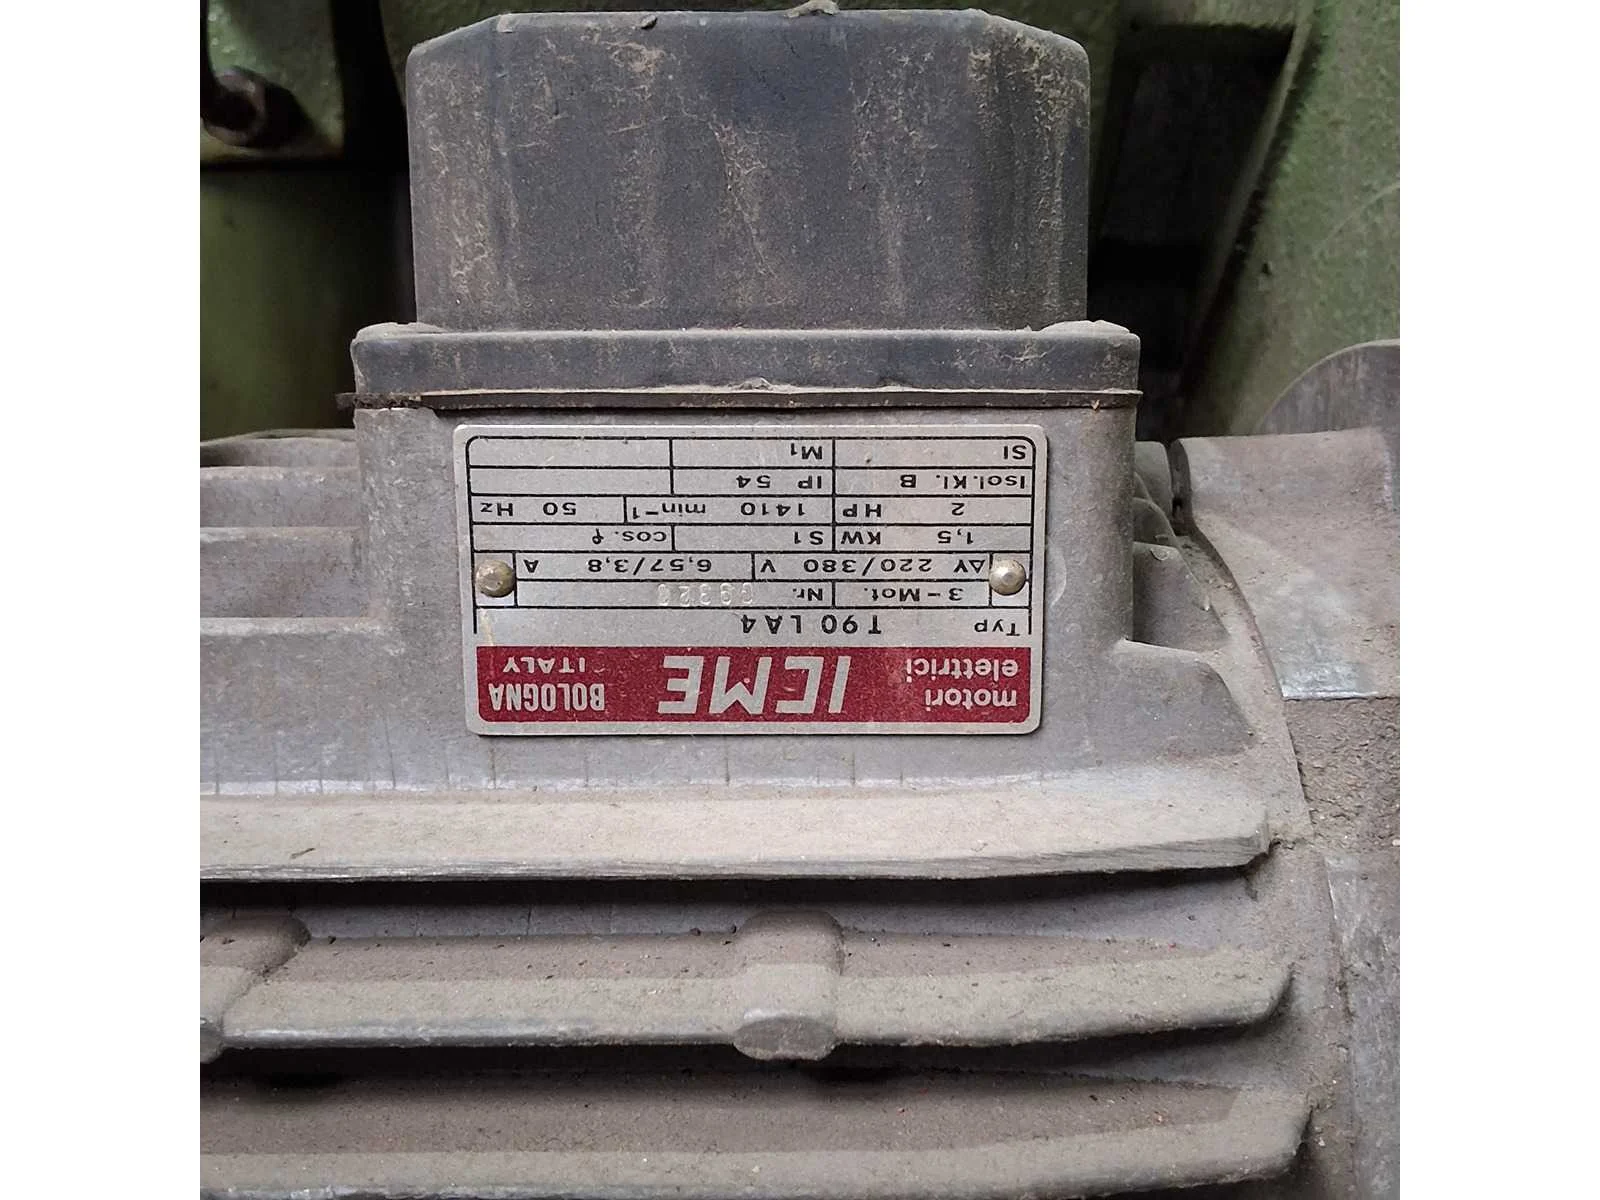 motori elettrici ICME BOLOGNA ITALY
Typ T90 LA4
3~Mot. Nr. 09320
ΔY 220/380 V 6,57/3,8 A
1,5 KW S1 cos. φ
2 HP 1410 min⁻¹ 50 Hz
Isol.Kl. B IP 54
SI M1